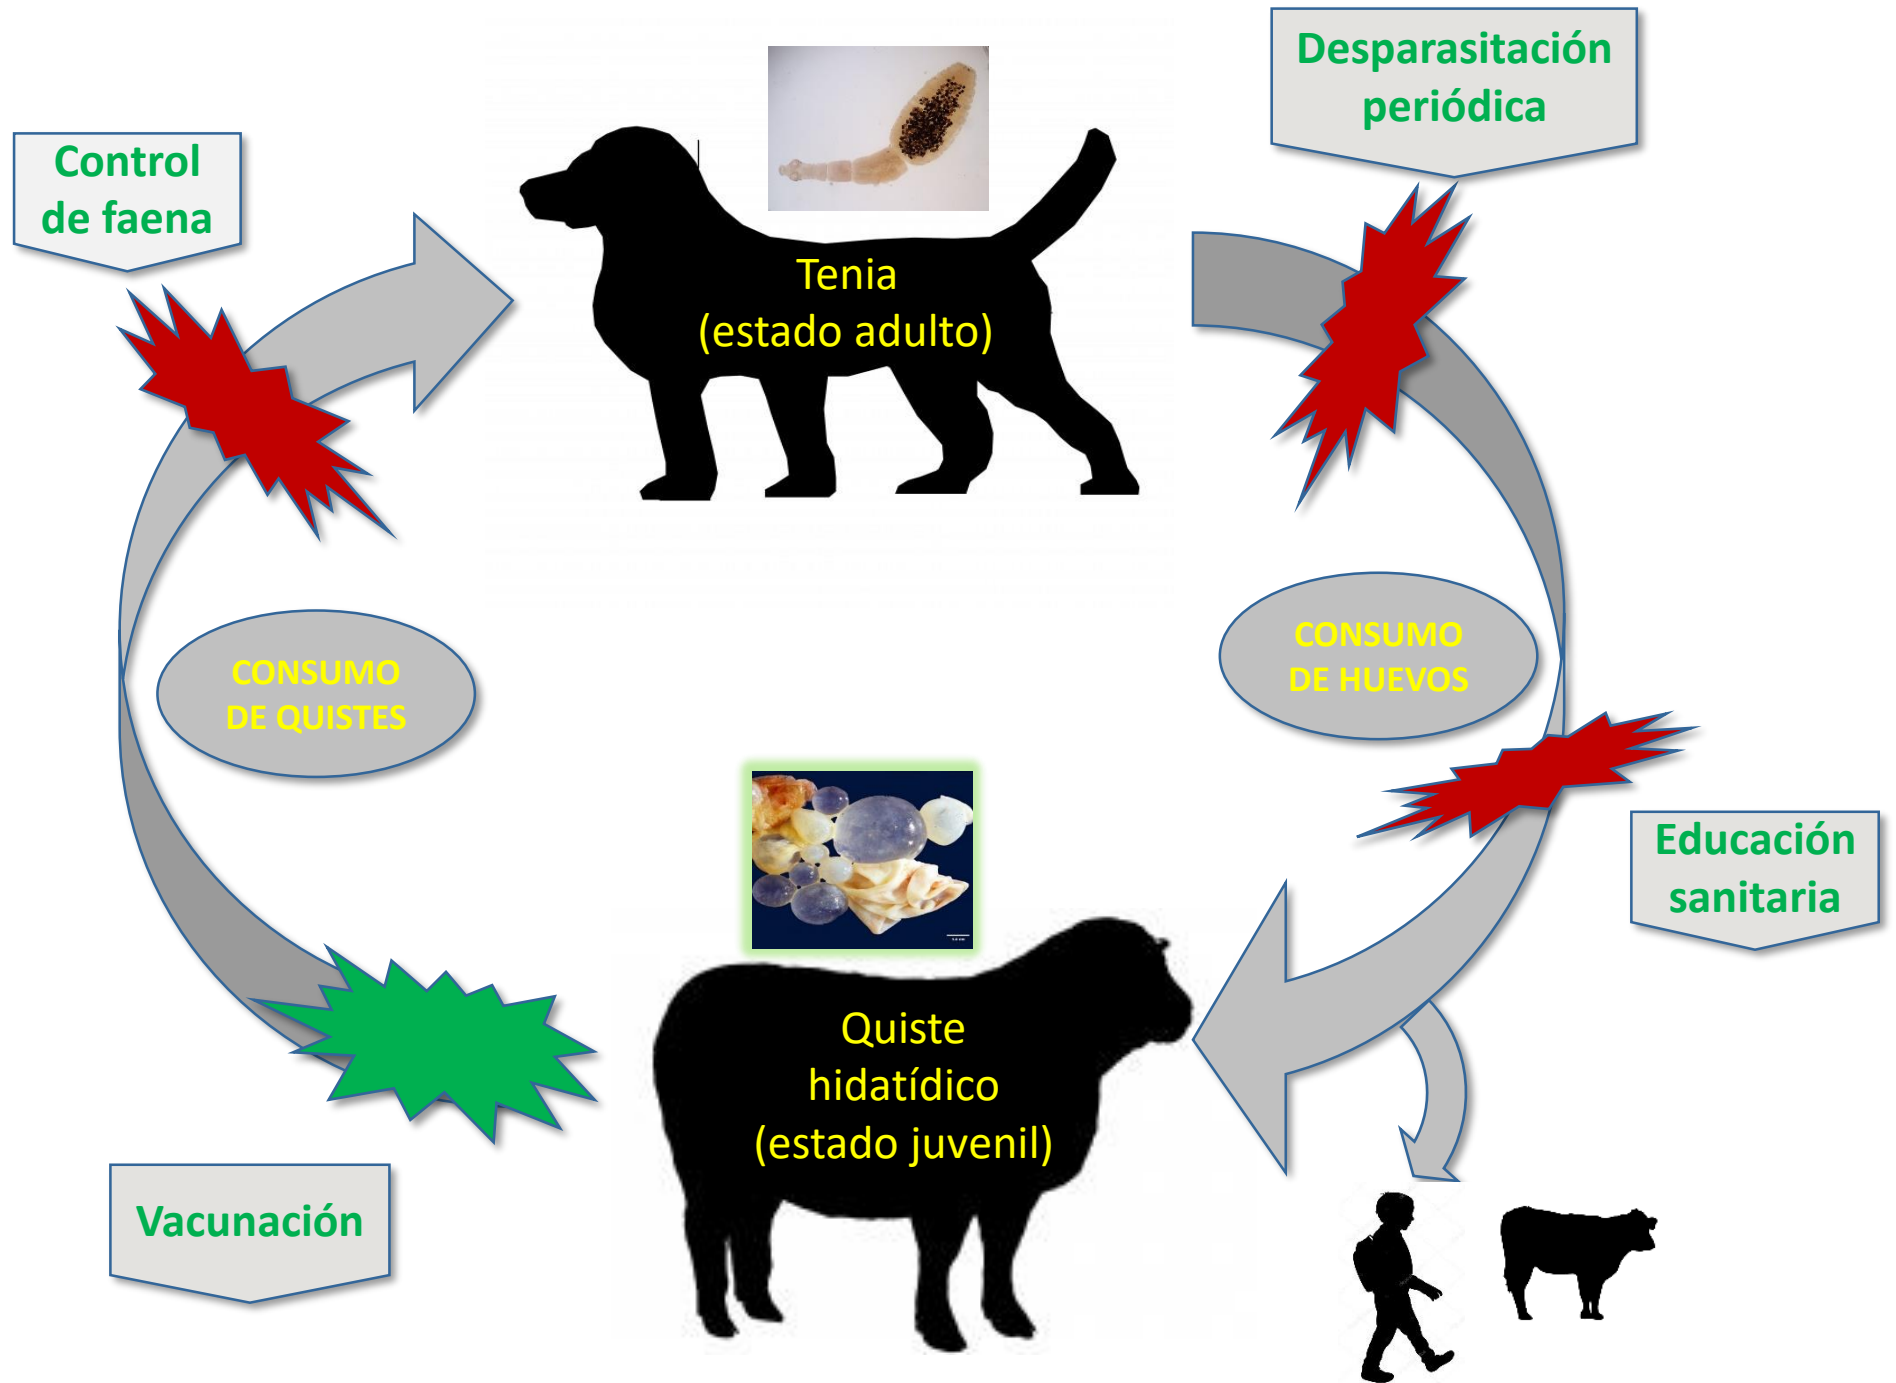 Desparasitación
periódica
Control
de faena
Tenia
(estado adulto)
CONSUMO
DE HUEVOS
CONSUMO
DE QUISTES
Educación
sanitaria
Quiste
hidatídico
(estado juvenil)
Vacunación